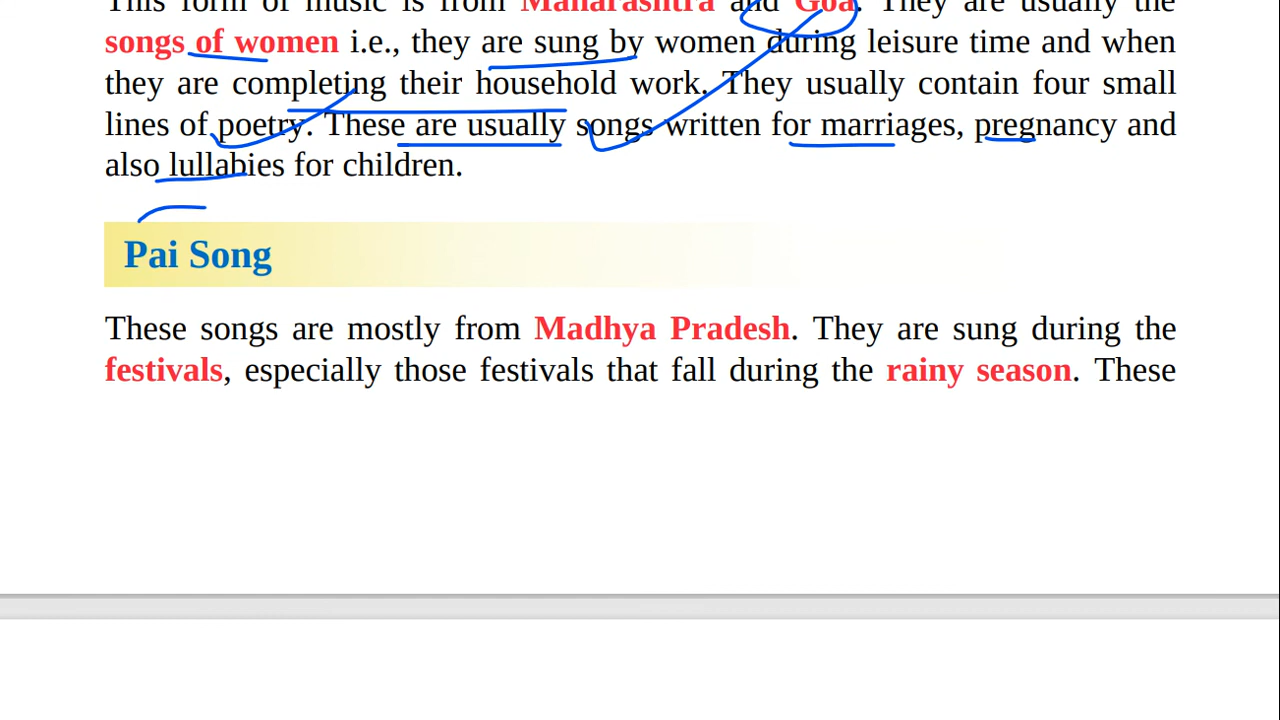 This form of music is from Maharashtra and Goa. They are usually the
songs of women i.e., they are sung by women during leisure time and when
they are completing their household work. They usually contain four small
lines of poetry. These are usually songs written for marriages, pregnancy and
also lullabies for children.
Pai Song
These songs are mostly from Madhya Pradesh. They are sung during the
festivals, especially those festivals that fall during the rainy season. These